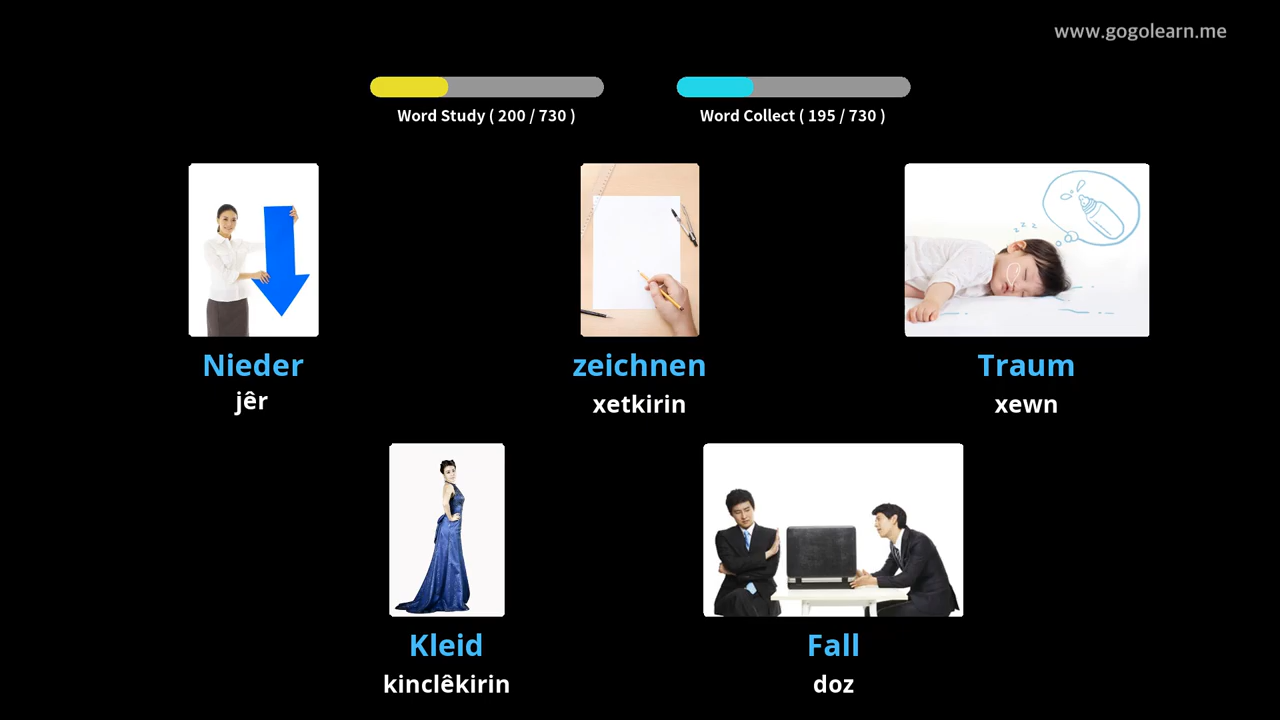 www.gogolearn.me
Word Study ( 200 / 730 )
Word Collect ( 195 / 730 )
Nieder
jêr
zeichnen
xetkirin
Traum
xewn
z z z
Kleid
kinclêkirin
Fall
doz